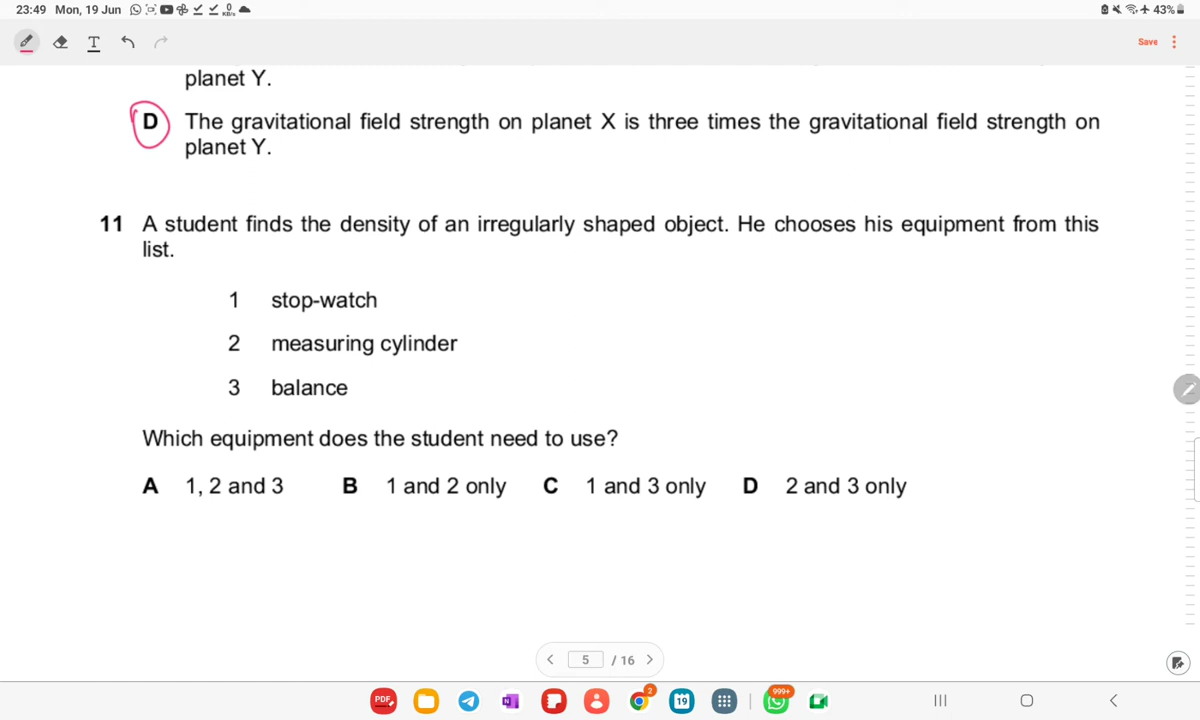 23:49 Mon, 19 Jun
43%
T
Save
planet Y.
D The gravitational field strength on planet X is three times the gravitational field strength on
planet Y.
11 A student finds the density of an irregularly shaped object. He chooses his equipment from this
list.
1 stop-watch
2 measuring cylinder
3 balance
Which equipment does the student need to use?
A 1, 2 and 3 B 1 and 2 only C 1 and 3 only D 2 and 3 only
5 / 16
PDF
2
19
999+